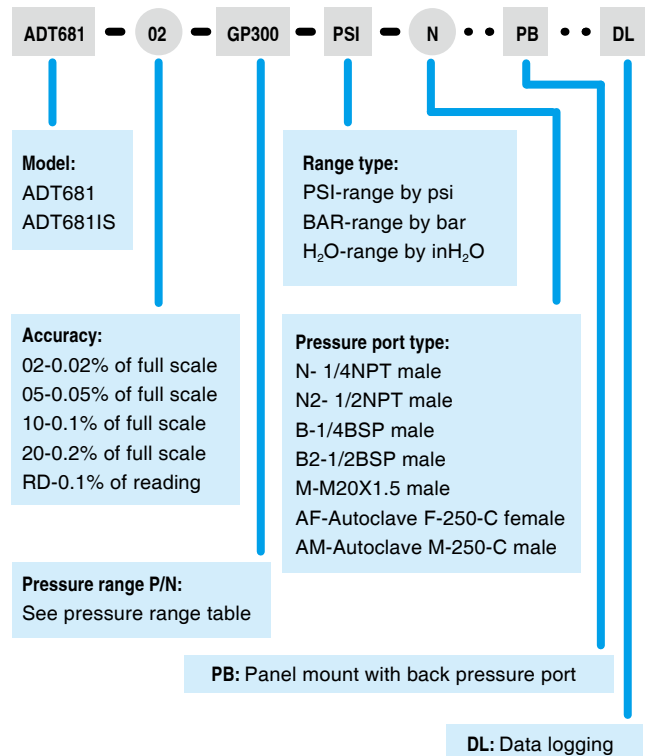 ADT681 – 02 – GP300 – PSI – N · · PB · · DL
Model:
ADT681
ADT681IS
Range type:
PSI-range by psi
BAR-range by bar
H₂O-range by inH₂O
Accuracy:
02-0.02% of full scale
05-0.05% of full scale
10-0.1% of full scale
20-0.2% of full scale
RD-0.1% of reading
Pressure port type:
N- 1/4NPT male
N2- 1/2NPT male
B-1/4BSP male
B2-1/2BSP male
M-M20X1.5 male
AF-Autoclave F-250-C female
AM-Autoclave M-250-C male
Pressure range P/N:
See pressure range table
PB: Panel mount with back pressure port
DL: Data logging